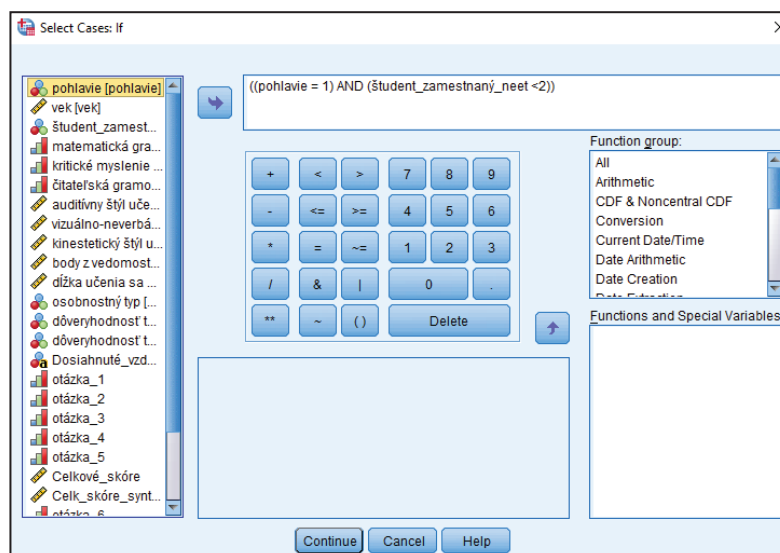 Select Cases: If
pohlavie [pohlavie]
vek [vek]
študent_zamest...
matematická gra...
kritické myslenie ...
čitateľská gramo...
auditívny štýl uče...
vizuálno-neverbá...
kinestetický štýl u...
body z vedomost...
dĺžka učenia sa ...
osobnostný typ [...
dôveryhodnosť t...
dôveryhodnosť t...
Dosiahnuté_vzd...
otázka_1
otázka_2
otázka_3
otázka_4
otázka_5
Celkové_skóre
Celk_skóre_synt...
otázka_6
((pohlavie = 1) AND (študent_zamestnaný_neet <2))
+ < > 7 8 9
- <= >= 4 5 6
* = ~= 1 2 3
/ & | 0 .
** ~ ( ) Delete
Function group:
All
Arithmetic
CDF & Noncentral CDF
Conversion
Current Date/Time
Date Arithmetic
Date Creation
Date Extraction
Functions and Special Variables
Continue Cancel Help